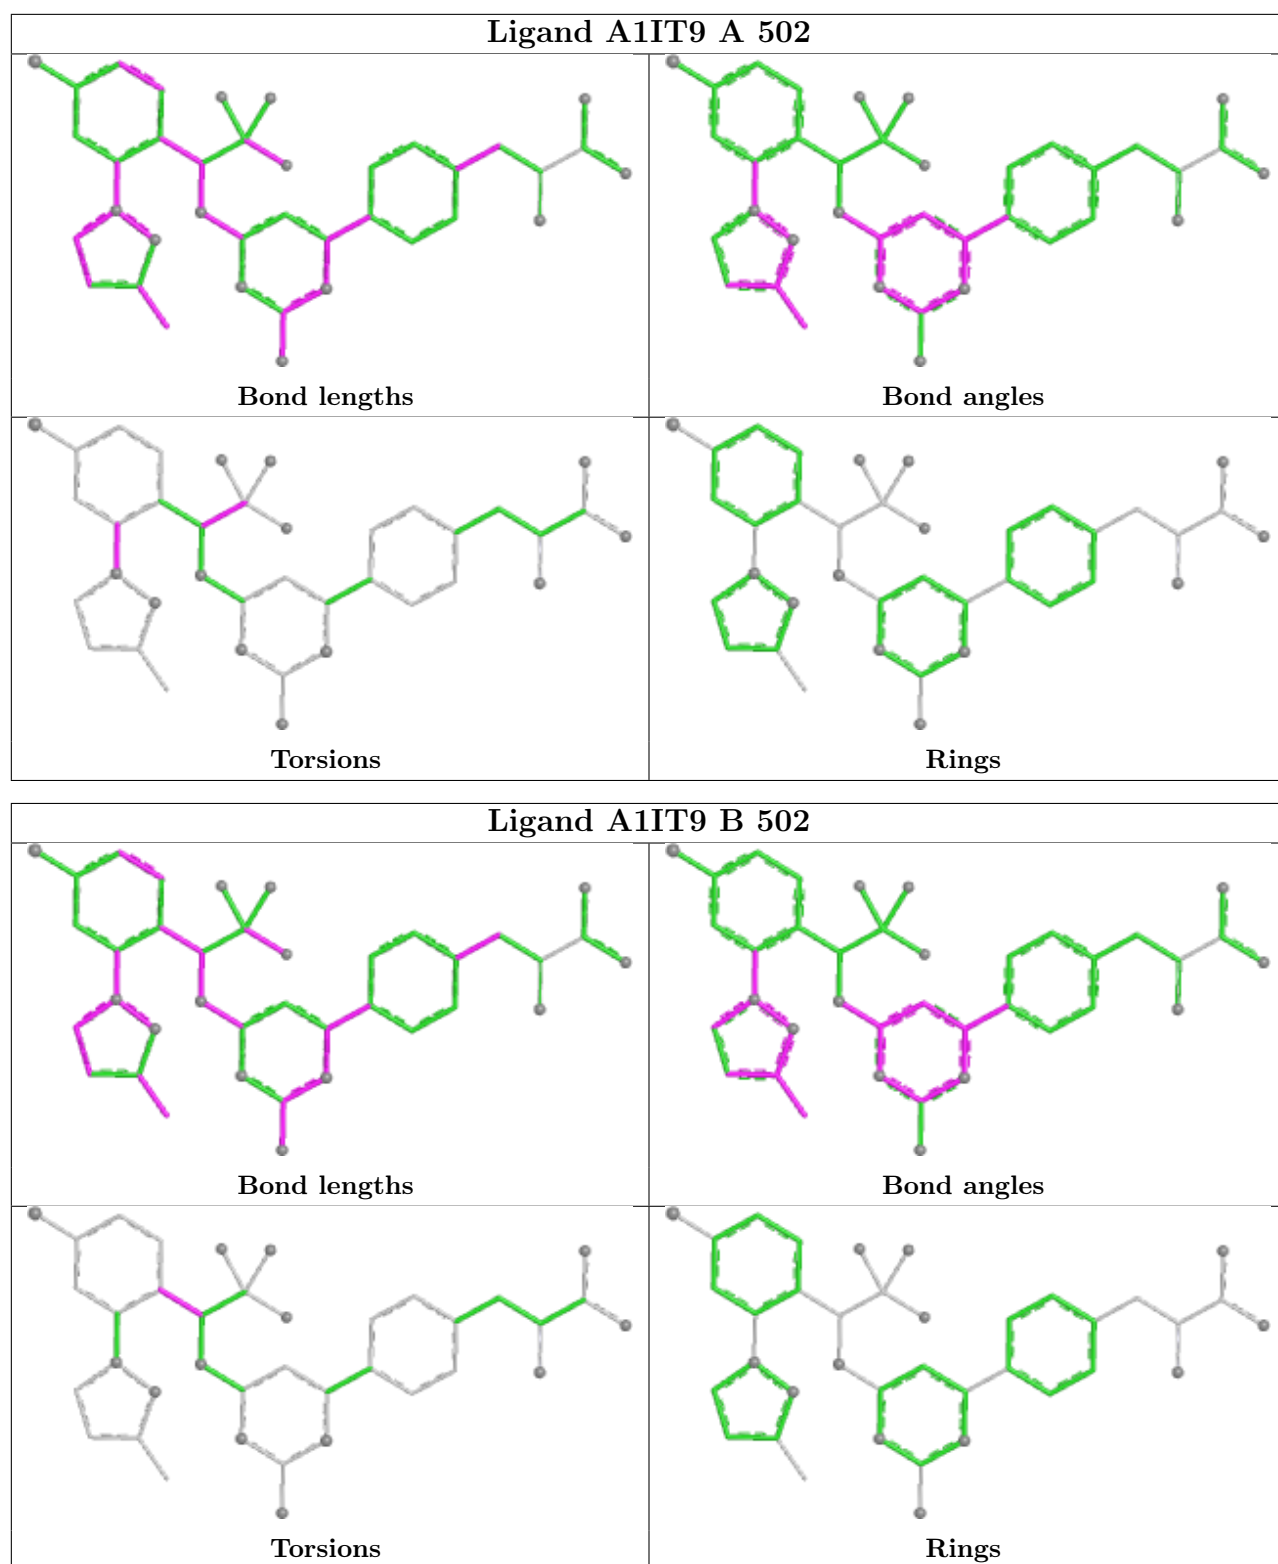 Ligand A1IT9 A 502
Bond lengths
Bond angles
Torsions
Rings
Ligand A1IT9 B 502
Bond lengths
Bond angles
Torsions
Rings